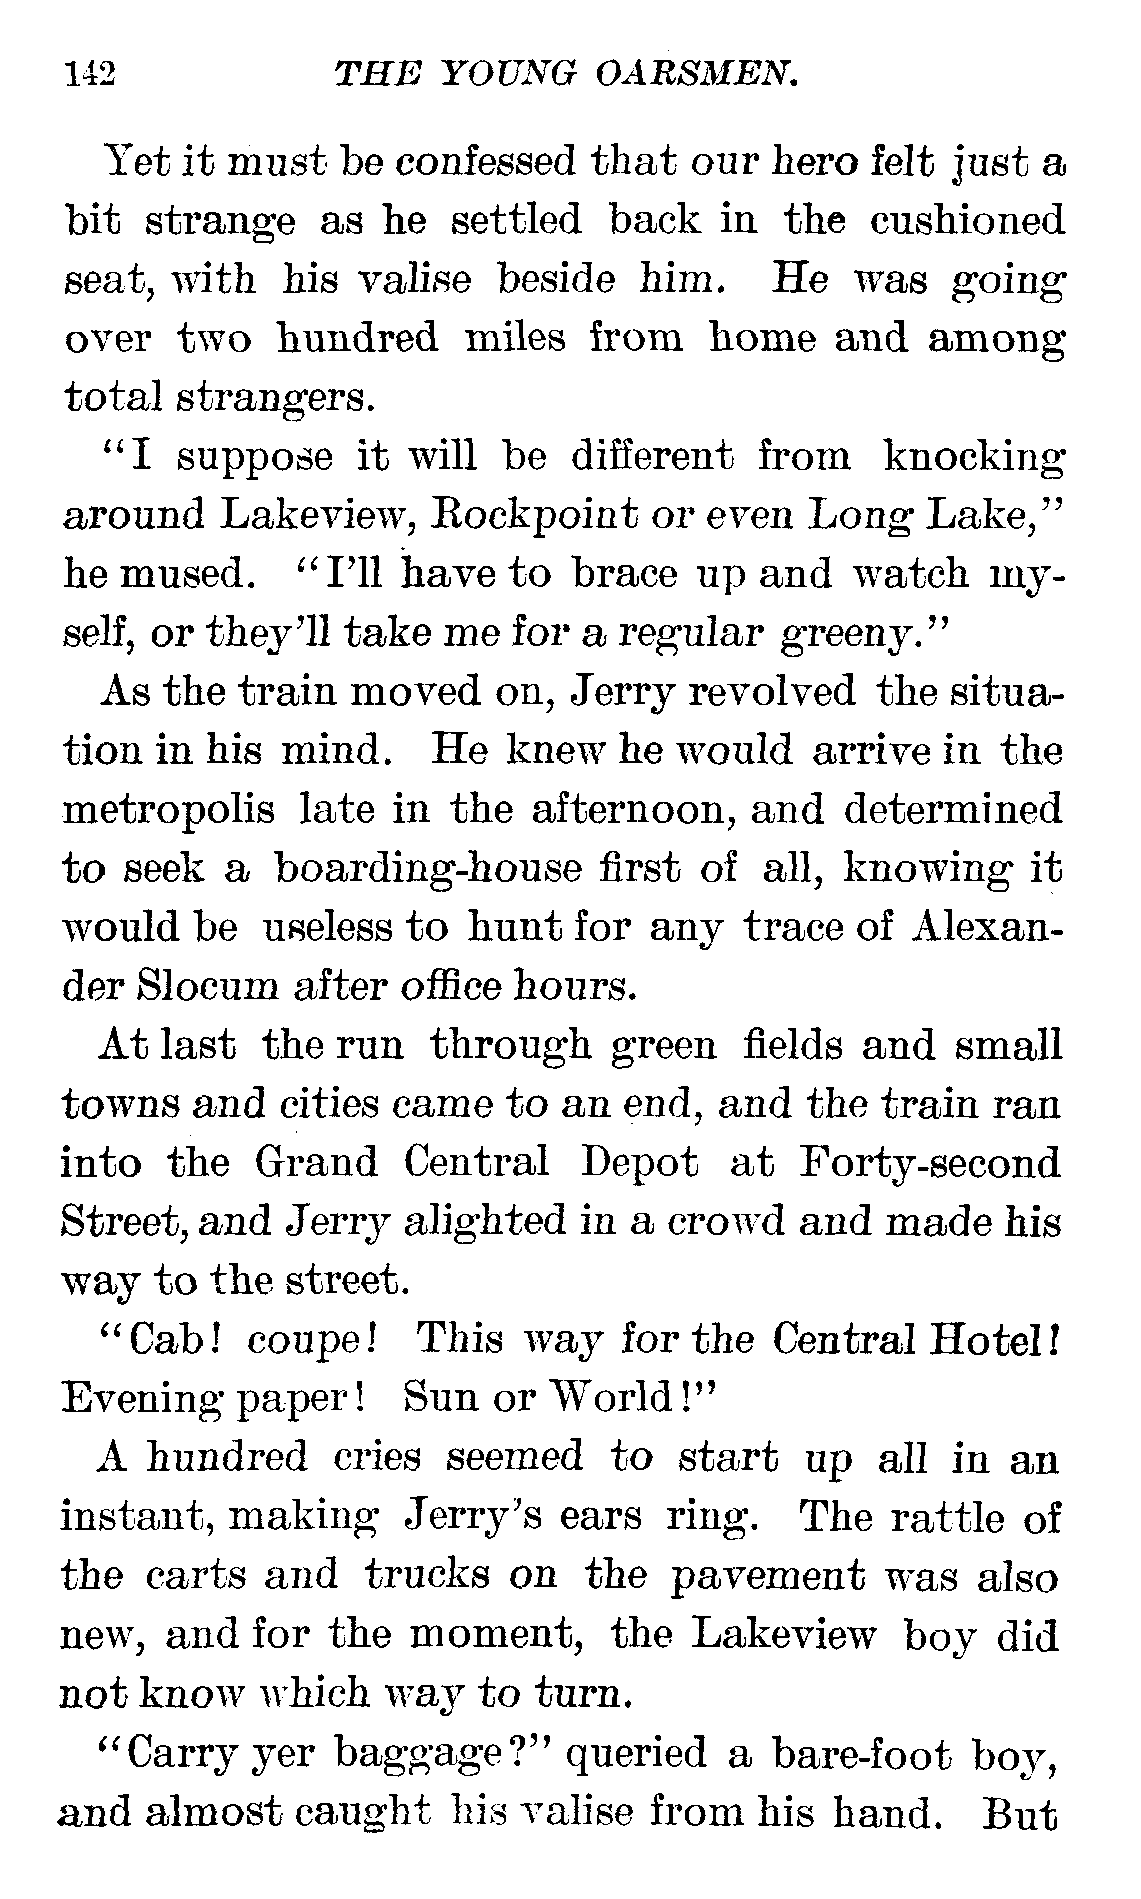 142 THE YOUNG OARSMEN.
Yet it must be confessed that our hero felt just a
bit strange as he settled back in the cushioned
seat, with his valise beside him. He was going
over two hundred miles from home and among
total strangers.
“I suppose it will be different from knocking
around Lakeview, Rockpoint or even Long Lake,”
he mused. “I’ll have to brace up and watch my-
self, or they’ll take me for a regular greeny.”
As the train moved on, Jerry revolved the situa-
tion in his mind. He knew he would arrive in the
metropolis late in the afternoon, and determined
to seek a boarding-house first of all, knowing it
would be useless to hunt for any trace of Alexan-
der Slocum after office hours.
At last the run through green fields and small
towns and cities came to an end, and the train ran
into the Grand Central Depot at Forty-second
Street, and Jerry alighted in a crowd and made his
way to the street.
“Cab! coupe! This way for the Central Hotel!
Evening paper! Sun or World!”
A hundred cries seemed to start up all in an
instant, making Jerry’s ears ring. The rattle of
the carts and trucks on the pavement was also
new, and for the moment, the Lakeview boy did
not know which way to turn.
“Carry yer baggage?” queried a bare-foot boy,
and almost caught his valise from his hand. But